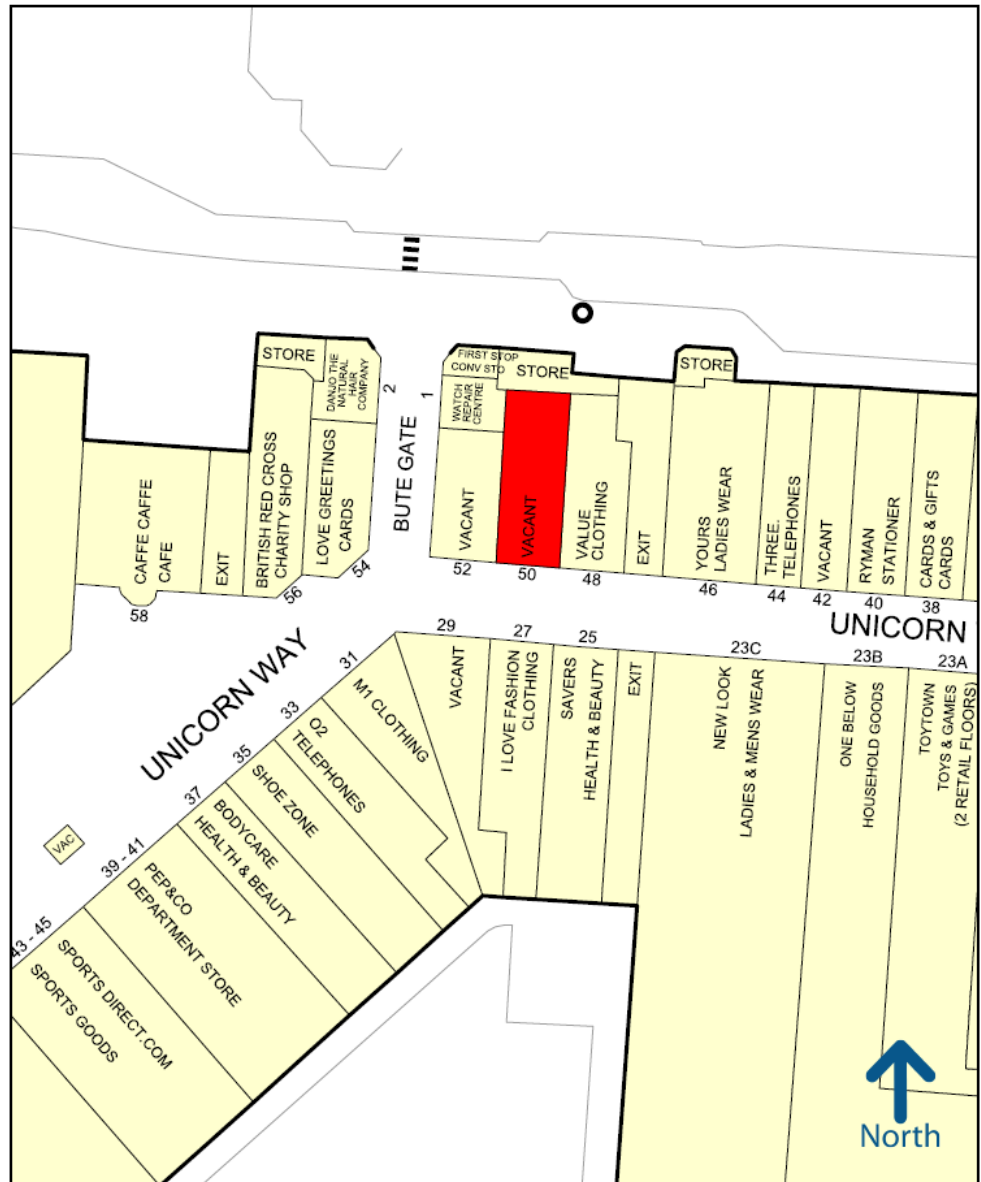 STORE
DANJO THE
NATURAL
HAIR
COMPANY
2
1
FIRST STOP
CONV STO
STORE
WATCH
REPAIR
CENTRE
STORE
BUTE GATE
CAFFE CAFFE
CAFE
58
EXIT
BRITISH RED CROSS
CHARITY SHOP
56
LOVE GREETINGS
CARDS
54
VACANT
52
VACANT
50
VALUE
CLOTHING
48
EXIT
YOURS
LADIES WEAR
46
THREE.
TELEPHONES
44
VACANT
42
RYMAN
STATIONER
40
CARDS & GIFTS
CARDS
38
UNICORN
UNICORN WAY
29
VACANT
27
I LOVE FASHION
CLOTHING
25
SAVERS
HEALTH & BEAUTY
EXIT
23C
NEW LOOK
LADIES & MENS WEAR
23B
ONE BELOW
HOUSEHOLD GOODS
23A
TOYTOWN
TOYS & GAMES
(2 RETAIL FLOORS)
31
M1 CLOTHING
33
O2
TELEPHONES
35
SHOE ZONE
37
BODYCARE
HEALTH & BEAUTY
39 - 41
PEP&CO
DEPARTMENT STORE
43 - 45
SPORTS DIRECT.COM
SPORTS GOODS
VAC
North